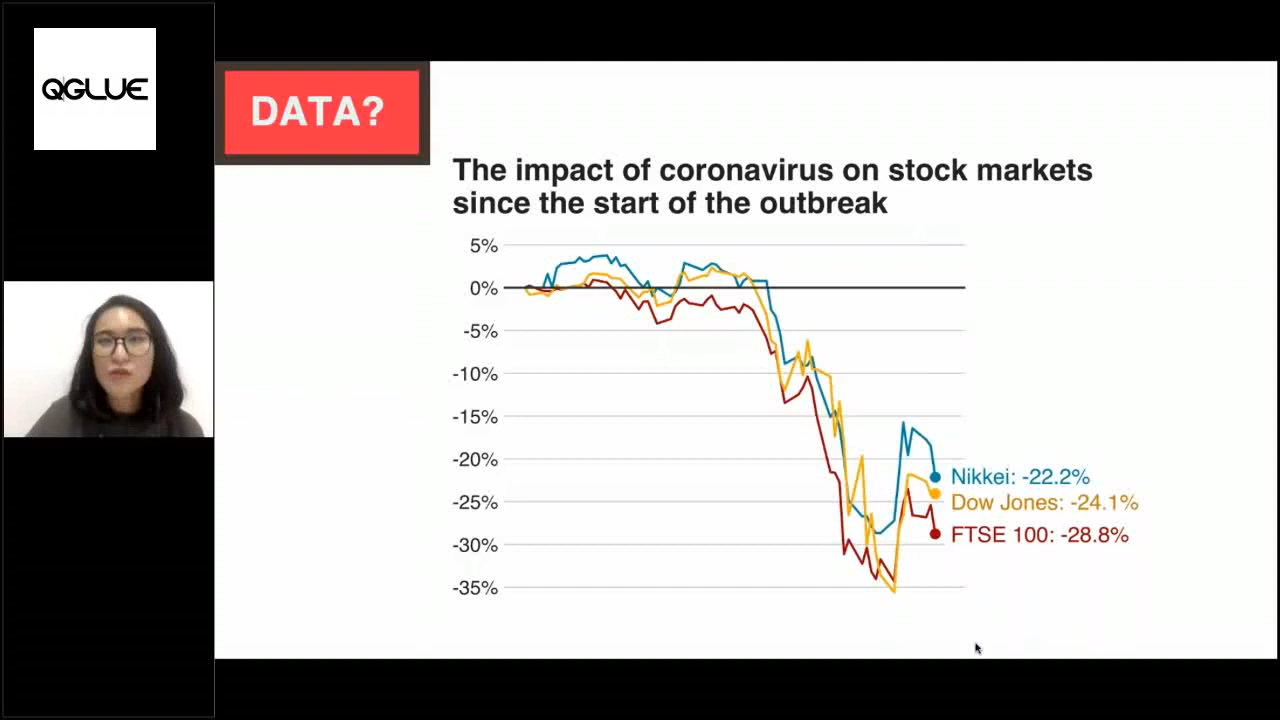 QGLUE
DATA?
The impact of coronavirus on stock markets
since the start of the outbreak
5%
0%
-5%
-10%
-15%
-20%
-25%
-30%
-35%
Nikkei: -22.2%
Dow Jones: -24.1%
FTSE 100: -28.8%